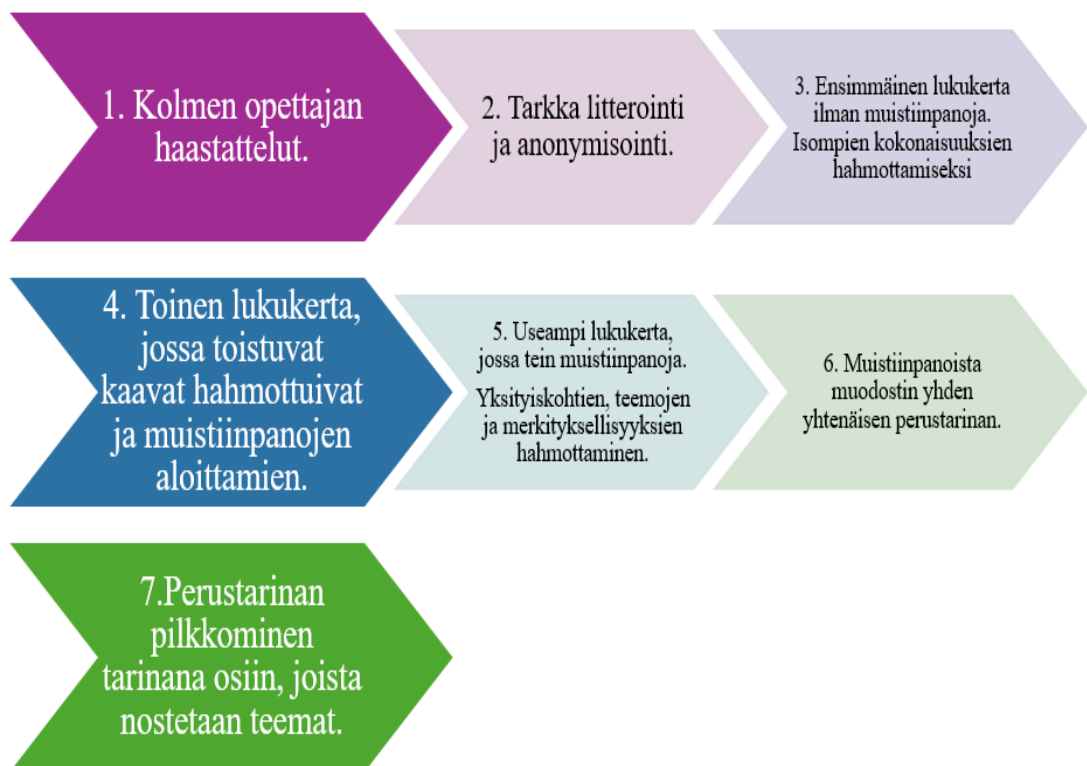 1. Kolmen opettajan
haastattelut.
2. Tarkka litterointi
ja anonymisointi.
3. Ensimmäinen lukukerta
ilman muistiinpanoja.
Isompien kokonaisuuksien
hahmottamiseksi
4. Toinen lukukerta,
jossa toistuvat
kaavat hahmottuivat
ja muistiinpanojen
aloittamien.
5. Useampi lukukerta,
jossa tein muistiinpanoja.
Yksityiskohtien, teemojen
ja merkityksellisyyksien
hahmottaminen.
6. Muistiinpanoista
muodostin yhden
yhtenäisen perustarinan.
7.Perustarinan
pilkkominen
tarinana osiin, joista
nostetaan teemat.